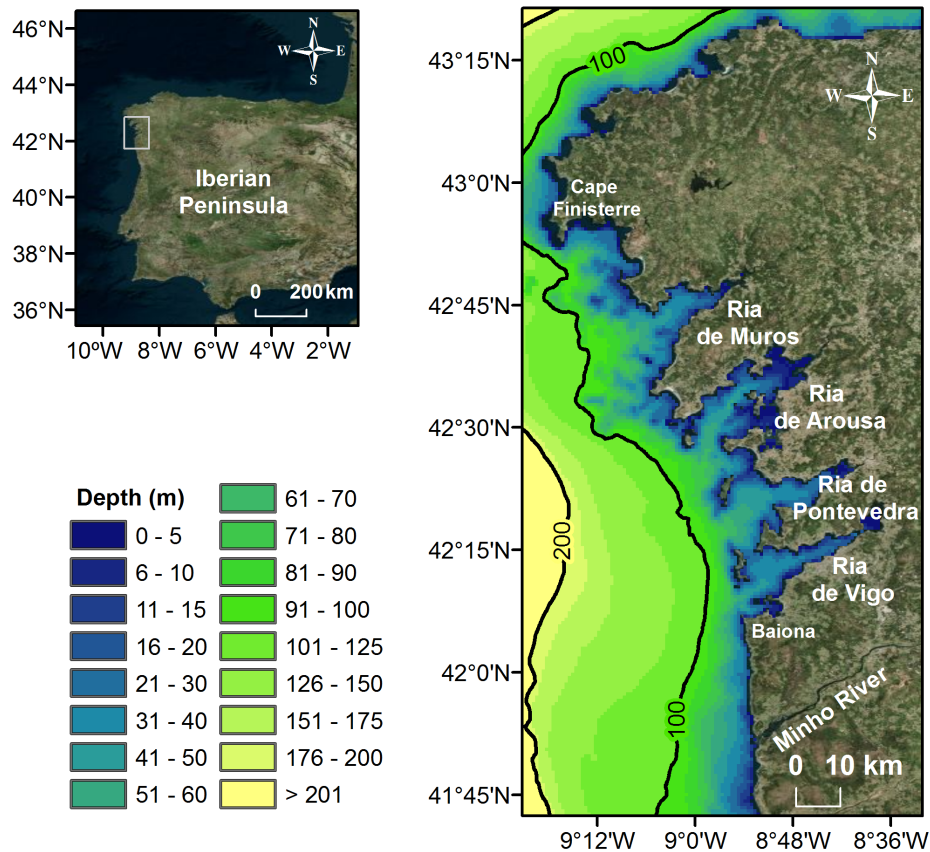 46°N
44°N
42°N
40°N
38°N
36°N
10°W
8°W
6°W
4°W
2°W
N
W
E
S
Iberian
Peninsula
0
200 km
Depth (m)
0 - 5
6 - 10
11 - 15
16 - 20
21 - 30
31 - 40
41 - 50
51 - 60
61 - 70
71 - 80
81 - 90
91 - 100
101 - 125
126 - 150
151 - 175
176 - 200
> 201
43°15'N
43°0'N
42°45'N
42°30'N
42°15'N
42°0'N
41°45'N
9°12'W
9°0'W
8°48'W
8°36'W
100
N
W
E
S
Cape
Finisterre
Ria
de Muros
Ria
de Arousa
Ria de
Pontevedra
200
Ria
de Vigo
Baiona
Minho River
100
0
10 km